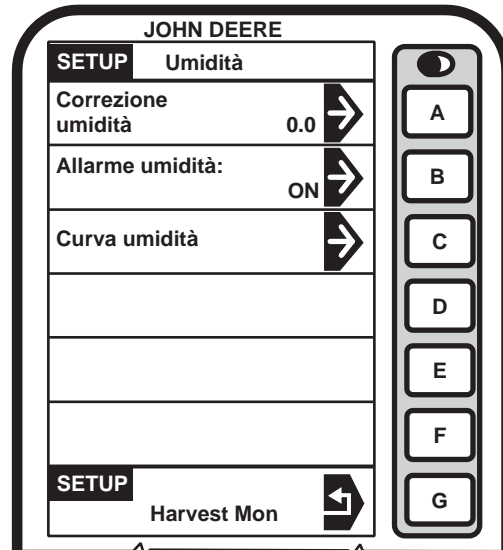 JOHN DEERE
SETUP Umidità
Correzione
umidità 0.0
A
Allarme umidità:
ON
B
Curva umidità
C
D
E
F
SETUP
Harvest Mon
G